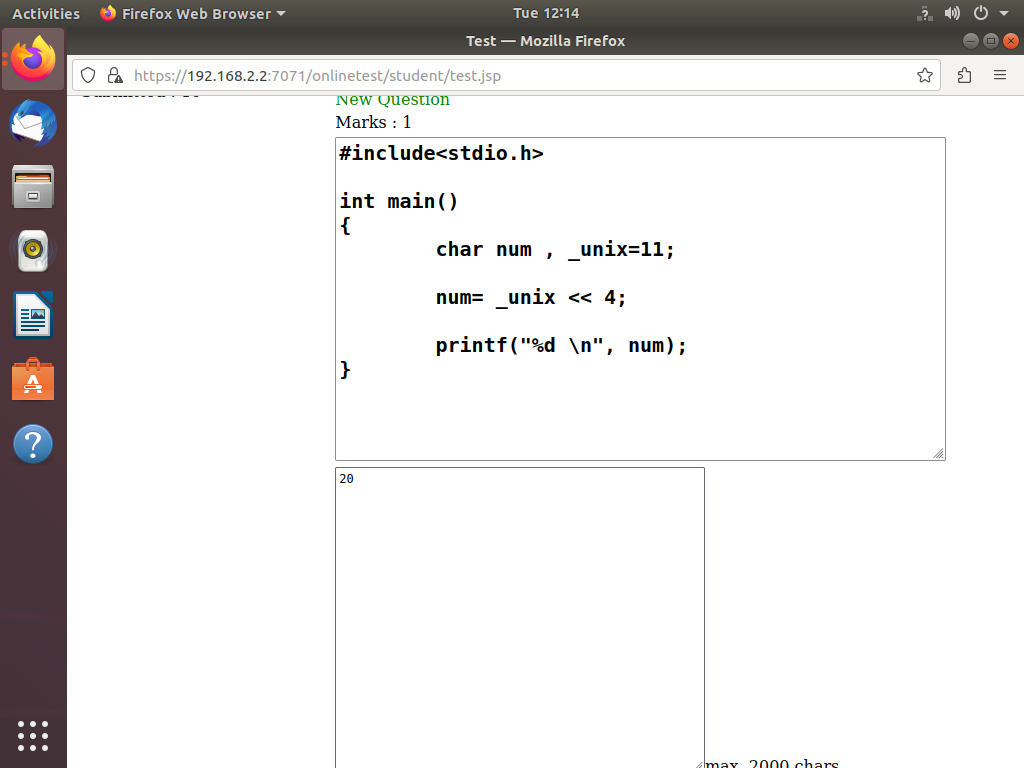 Activities Firefox Web Browser Tue 12:14
Test — Mozilla Firefox
https://192.168.2.2:7071/onlinetest/student/test.jsp
New Question
Marks : 1
#include<stdio.h>
int main()
{
char num , _unix=11;
num= _unix << 4;
printf("%d \n", num);
}
20
max. 2000 chars